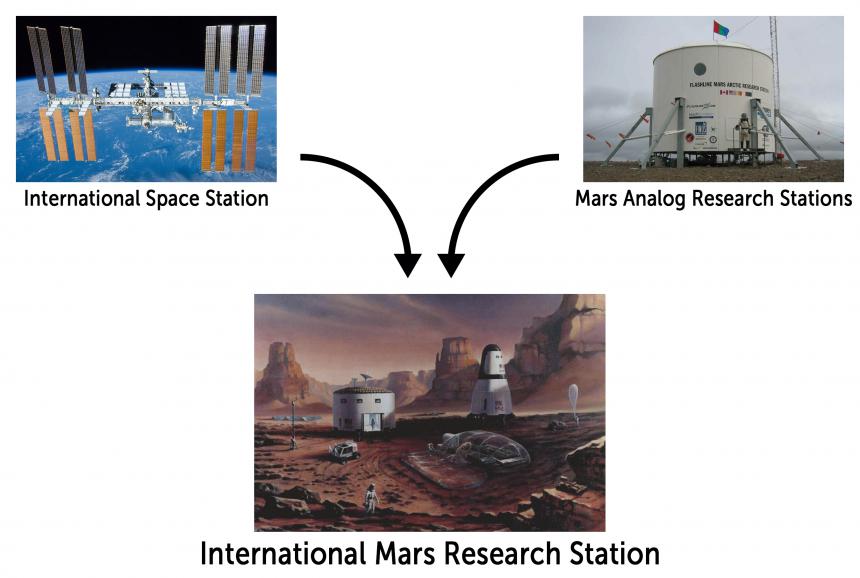 International Space Station
FLASHLINE MARS ARCTIC RESEARCH STATION
Mars Analog Research Stations
International Mars Research Station